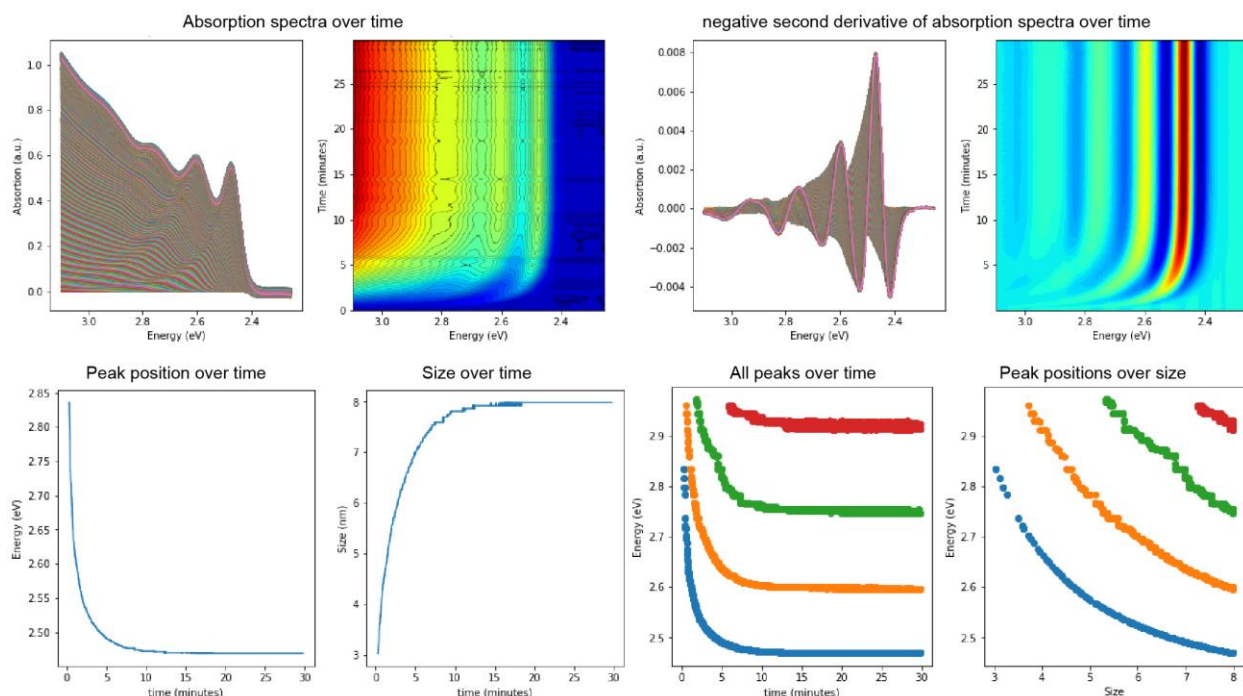 Absorption spectra over time
negative second derivative of absorption spectra over time
1.0
0.8
0.6
0.4
0.2
0.0
Absortion (a.u.)
3.0 2.8 2.6 2.4
Energy (eV)
25
20
15
10
5
0
Time (minutes)
3.0 2.8 2.6 2.4
Energy (eV)
0.008
0.006
0.004
0.002
0.000
−0.002
−0.004
Absortion (a.u.)
3.0 2.8 2.6 2.4
Energy (eV)
25
20
15
10
5
Time (minutes)
3.0 2.8 2.6 2.4
Energy (eV)
Peak position over time
Size over time
All peaks over time
Peak positions over size
2.85
2.80
2.75
2.70
2.65
2.60
2.55
2.50
Energy (eV)
0 5 10 15 20 25 30
time (minutes)
8
7
6
5
4
3
Size (nm)
0 5 10 15 20 25 30
time (minutes)
2.9
2.8
2.7
2.6
2.5
Energy (eV)
0 5 10 15 20 25 30
time (minutes)
2.9
2.8
2.7
2.6
2.5
Energy (eV)
3 4 5 6 7 8
Size